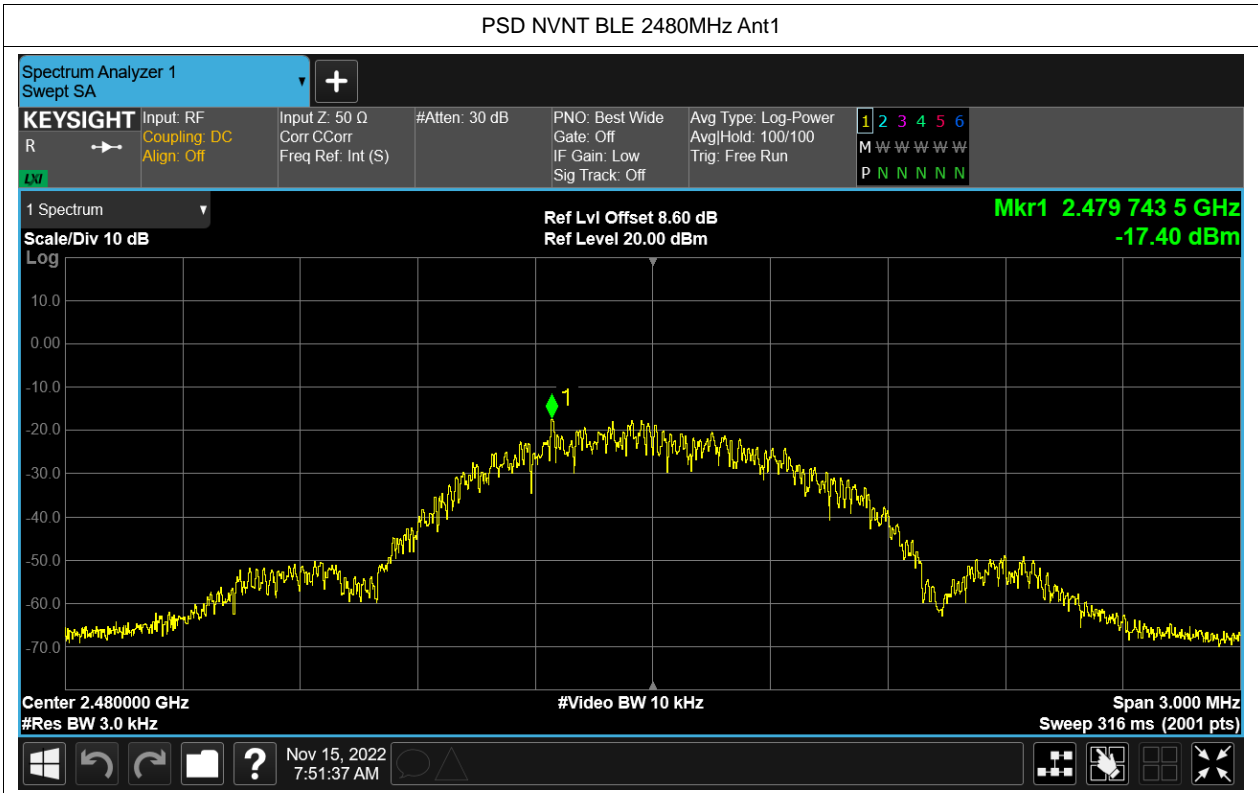 PSD NVNT BLE 2480MHz Ant1
Spectrum Analyzer 1
Swept SA
KEYSIGHT
R
LXI
Input: RF
Coupling: DC
Align: Off
Input Z: 50 Ω
Corr CCorr
Freq Ref: Int (S)
#Atten: 30 dB
PNO: Best Wide
Gate: Off
IF Gain: Low
Sig Track: Off
Avg Type: Log-Power
Avg|Hold: 100/100
Trig: Free Run
1 2 3 4 5 6
M W W W W W
P N N N N N
1 Spectrum
Scale/Div 10 dB
Ref Lvl Offset 8.60 dB
Ref Level 20.00 dBm
Mkr1 2.479 743 5 GHz
-17.40 dBm
Log
10.0
0.00
-10.0
-20.0
-30.0
-40.0
-50.0
-60.0
-70.0
1
Center 2.480000 GHz
#Res BW 3.0 kHz
#Video BW 10 kHz
Span 3.000 MHz
Sweep 316 ms (2001 pts)
?
Nov 15, 2022
7:51:37 AM